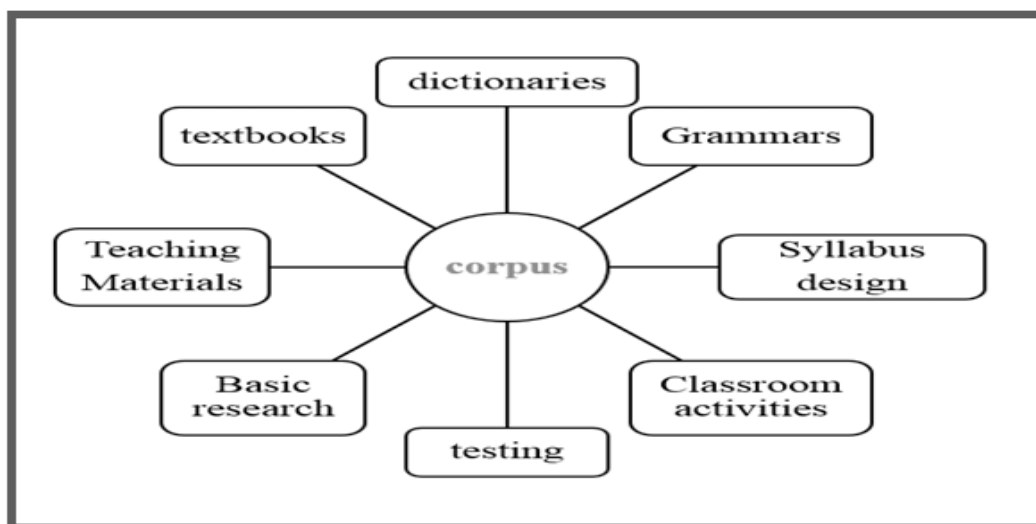 dictionaries
textbooks
Grammars
Teaching
Materials
corpus
Syllabus
design
Basic
research
Classroom
activities
testing